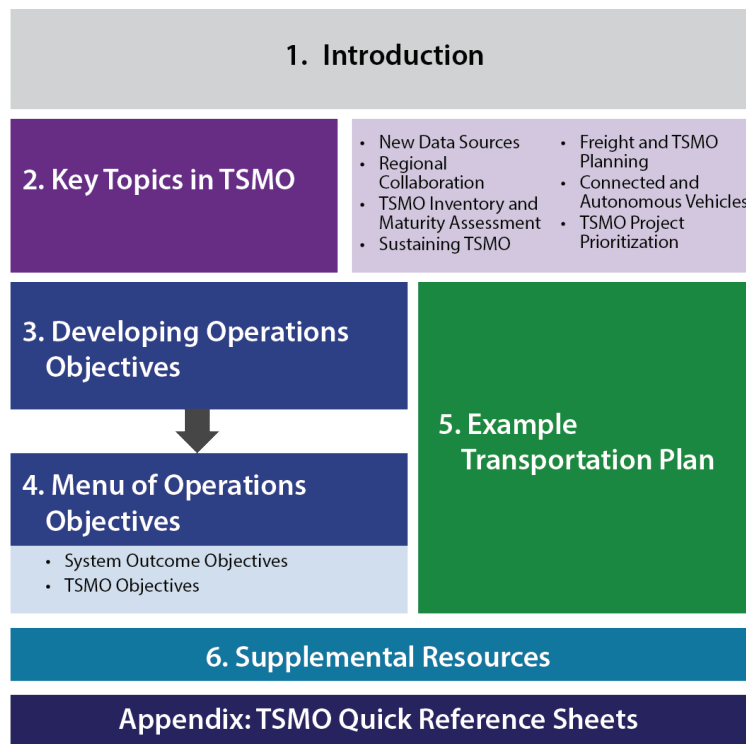 1. Introduction
2. Key Topics in TSMO
• New Data Sources
• Regional
Collaboration
• TSMO Inventory and
Maturity Assessment
• Sustaining TSMO
• Freight and TSMO
Planning
• Connected and
Autonomous Vehicles
• TSMO Project
Prioritization
3. Developing Operations
Objectives
4. Menu of Operations
Objectives
• System Outcome Objectives
• TSMO Objectives
5. Example
Transportation Plan
6. Supplemental Resources
Appendix: TSMO Quick Reference Sheets